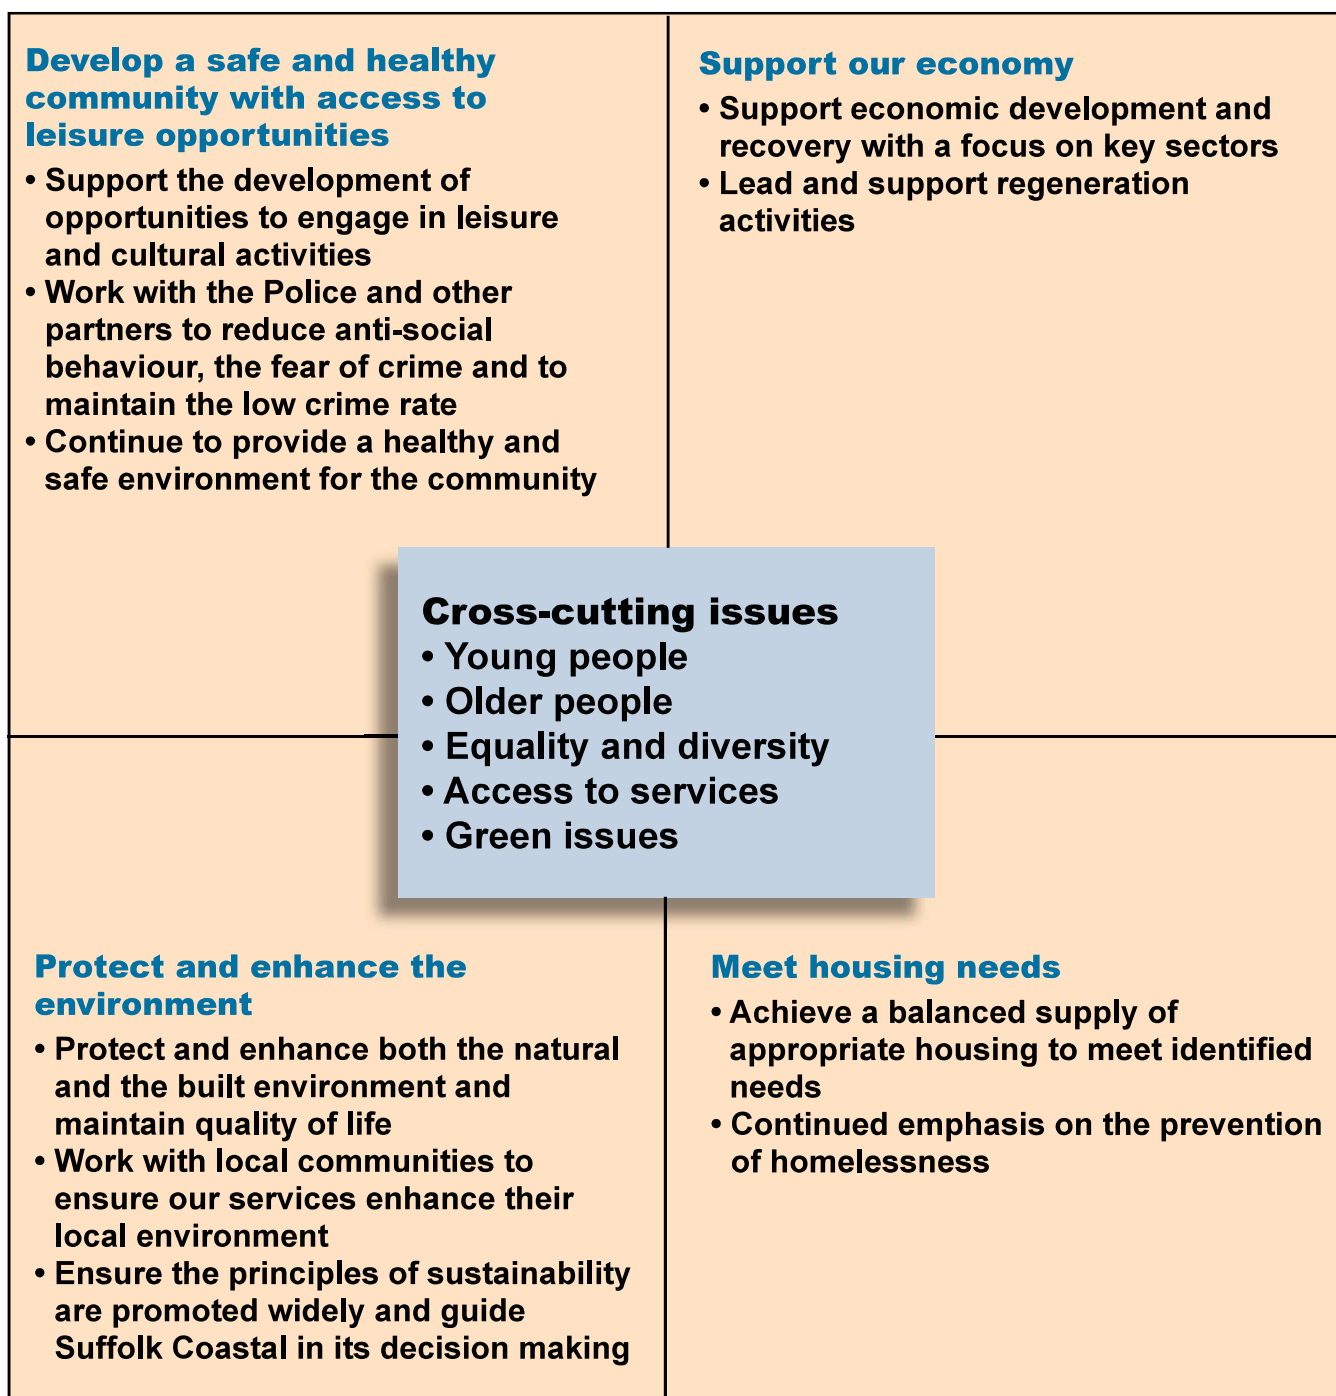 Develop a safe and healthy
community with access to
leisure opportunities
• Support the development of
opportunities to engage in leisure
and cultural activities
• Work with the Police and other
partners to reduce anti-social
behaviour, the fear of crime and to
maintain the low crime rate
• Continue to provide a healthy and
safe environment for the community
Support our economy
• Support economic development and
recovery with a focus on key sectors
• Lead and support regeneration
activities
Cross-cutting issues
• Young people
• Older people
• Equality and diversity
• Access to services
• Green issues
Protect and enhance the
environment
• Protect and enhance both the natural
and the built environment and
maintain quality of life
• Work with local communities to
ensure our services enhance their
local environment
• Ensure the principles of sustainability
are promoted widely and guide
Suffolk Coastal in its decision making
Meet housing needs
• Achieve a balanced supply of
appropriate housing to meet identified
needs
• Continued emphasis on the prevention
of homelessness